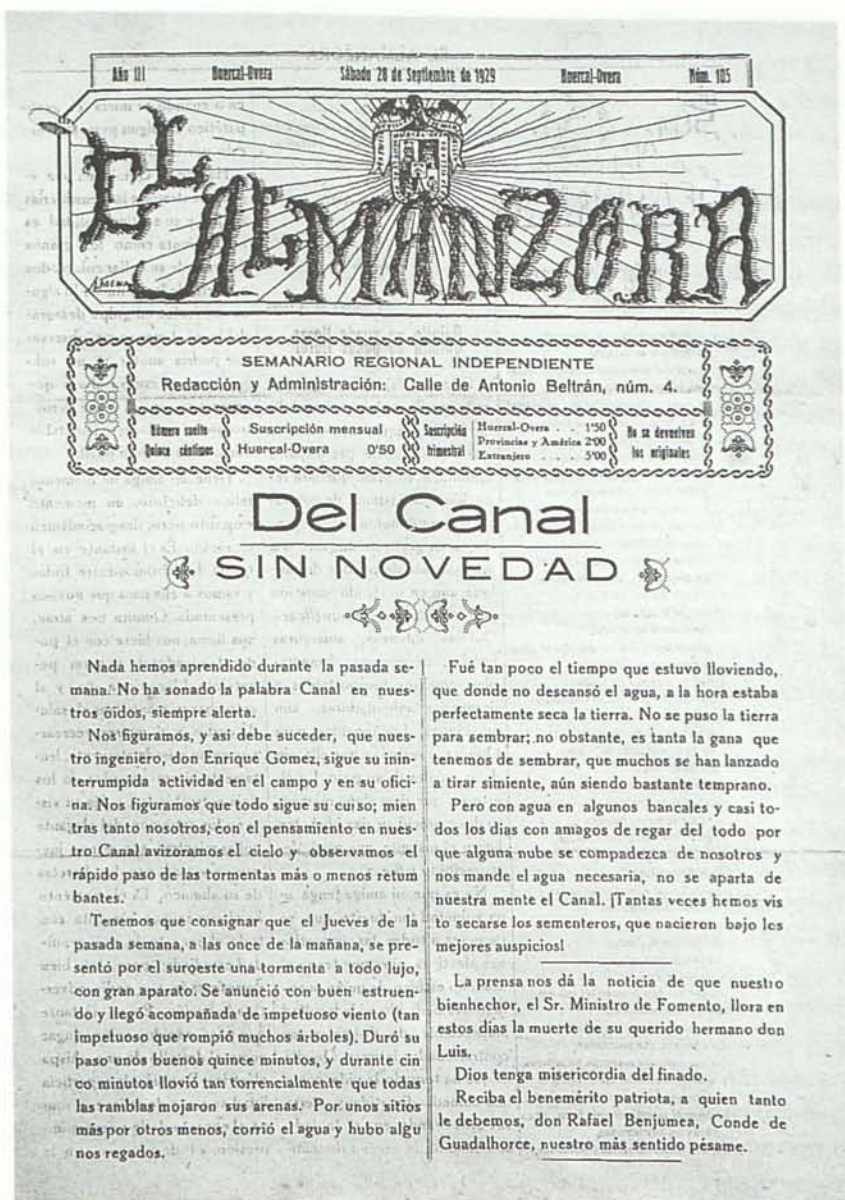 Año III Huercal-Overa Sábado 28 de Septiembre de 1929 Huercal-Overa Núm. 105
EL ALMANZORA
SEMANARIO REGIONAL INDEPENDIENTE
Redacción y Administración: Calle de Antonio Beltrán, núm. 4.
Número suelto
Quince céntimos
Suscripción mensual
Huercal-Overa 0'50
Suscripción
trimestral
Huercal-Overa . . . 1'50
Provincias y América 2'00
Extranjero . . . . 5'00
No se devuelven
los originales
Del Canal
SIN NOVEDAD
Nada hemos aprendido durante la pasada se-
mana. No ha sonado la palabra Canal en nues-
tros oidos, siempre alerta.
Nos figuramos, y asi debe suceder, que nues-
tro ingeniero, don Enrique Gómez, sigue su inin-
terrumpida actividad en el campo y en su ofici-
na. Nos figuramos que todo sigue su curso; mien
tras tanto nosotros, con el pensamiento en nues-
tro Canal avizoramos el cielo y observamos el
rápido paso de las tormentas más o menos retum
bantes.
Tenemos que consignar que el Jueves de la
pasada semana, a las once de la mañana, se pre-
sentó por el suroeste una tormenta a todo lujo,
con gran aparato. Se anunció con buen estruen-
do y llegó acompañada de impetuoso viento (tan
impetuoso que rompió muchos árboles). Duró su
paso unos buenos quince minutos, y durante cin
co minutos llovió tan torrencialmente que todas
las ramblas mojaron sus arenas. Por unos sitios
más por otros menos, corrió el agua y hubo algu
nos regados.
Fué tan poco el tiempo que estuvo lloviendo,
que donde no descansó el agua, a la hora estaba
perfectamente seca la tierra. No se puso la tierra
para sembrar; no obstante, es tanta la gana que
tenemos de sembrar, que muchos se han lanzado
a tirar simiente, aún siendo bastante temprano.
Pero con agua en algunos bancales y casi to-
dos los dias con amagos de regar del todo por
que alguna nube se compadezca de nosotros y
nos mande el agua necesaria, no se aparta de
nuestra mente el Canal. ¡Tantas veces hemos vis
to secarse los sementeros, que nacieron bajo los
mejores auspicios!
La prensa nos dá la noticia de que nuestro
bienhechor, el Sr. Ministro de Fomento, llora en
estos dias la muerte de su querido hermano don
Luis.
Dios tenga misericordia del finado.
Reciba el benemérito patriota, a quien tanto
le debemos, don Rafael Benjumea, Conde de
Guadalhorce, nuestro más sentido pésame.